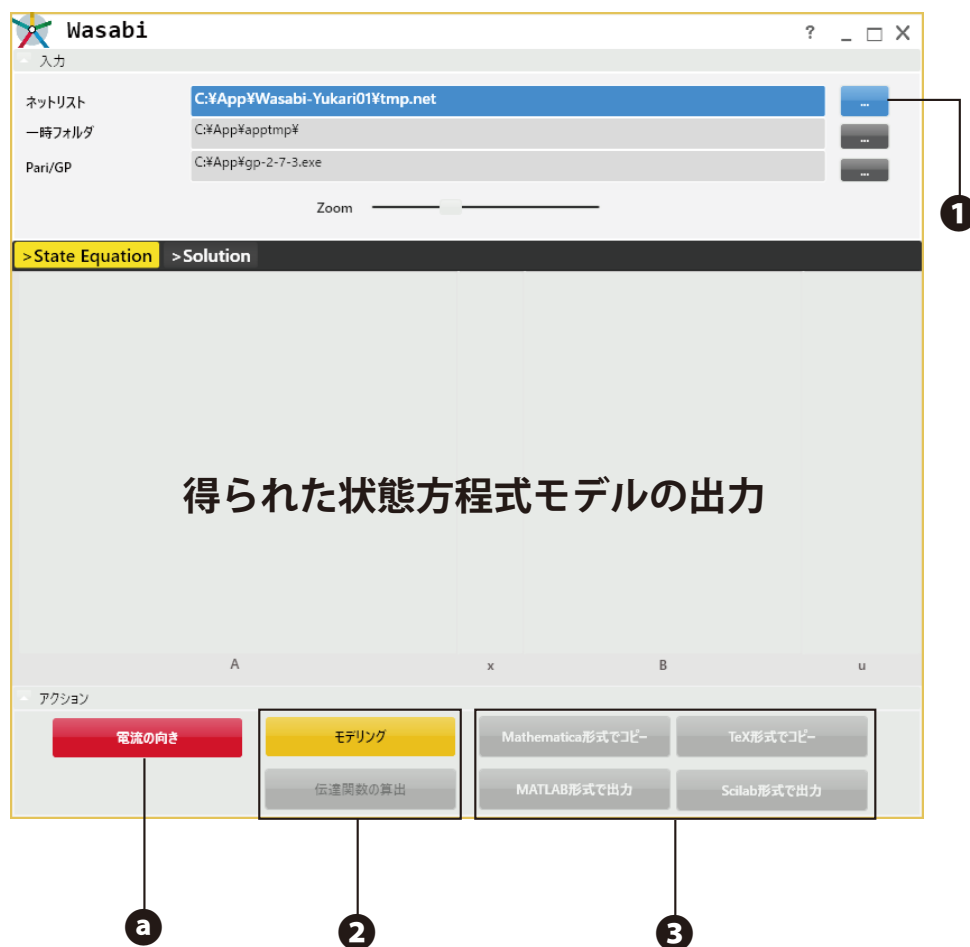 Wasabi
?
入力
ネットリスト C:¥App¥Wasabi-Yukari01¥tmp.net ...
一時フォルダ C:¥App¥apptmp¥ ...
Pari/GP C:¥App¥gp-2-7-3.exe ...
1
Zoom
>State Equation >Solution
得られた状態方程式モデルの出力
A x B u
アクション
電流の向き モデリング Mathematica形式でコピー TeX形式でコピー
伝達関数の算出 MATLAB形式で出力 Scilab形式で出力
a 2 3